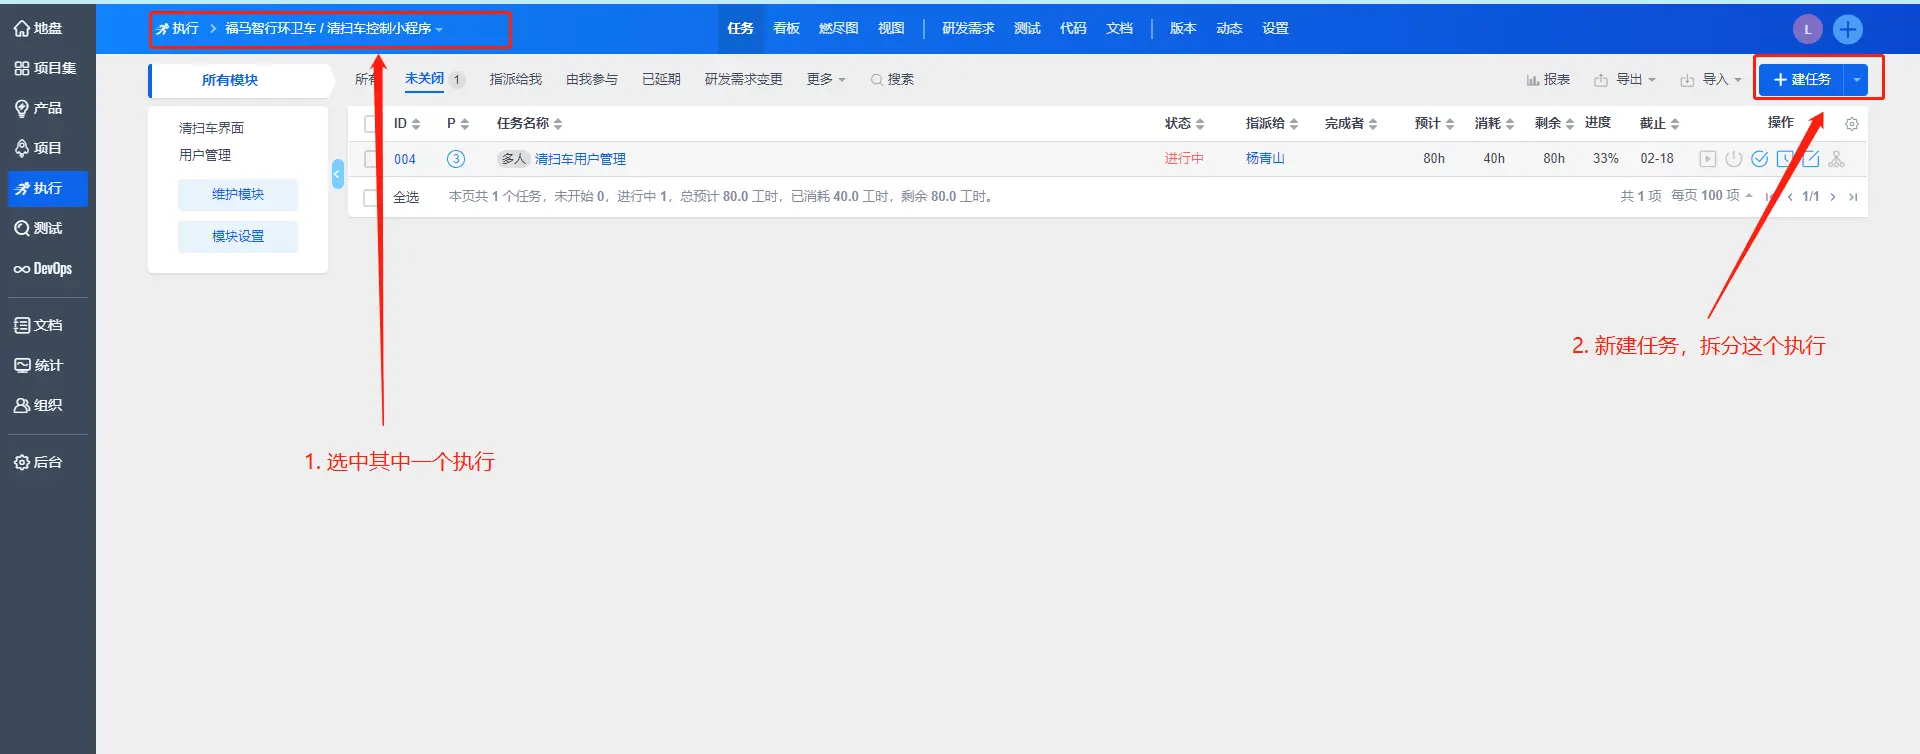 地盘
项目集
产品
项目
执行
测试
DevOps
文档
统计
组织
后台
执行 > 福马智行环卫车 / 清扫车控制小程序
任务 看板 燃尽图 视图 | 研发需求 测试 代码 文档 | 版本 动态 设置
L
所有模块
清扫车界面
用户管理
维护模块
模块设置
所有 未关闭 1 指派给我 由我参与 已延期 研发需求变更 更多 搜索
报表 导出 导入 + 建任务
ID P 任务名称 状态 指派给 完成者 预计 消耗 剩余 进度 截止 操作
004 3 多人 清扫车用户管理 进行中 杨青山 80h 40h 80h 33% 02-18
全选 本页共 1 个任务，未开始 0，进行中 1，总预计 80.0 工时，已消耗 40.0 工时，剩余 80.0 工时。
共 1 项 每页 100 项 1/1
1. 选中其中一个执行
2. 新建任务，拆分这个执行